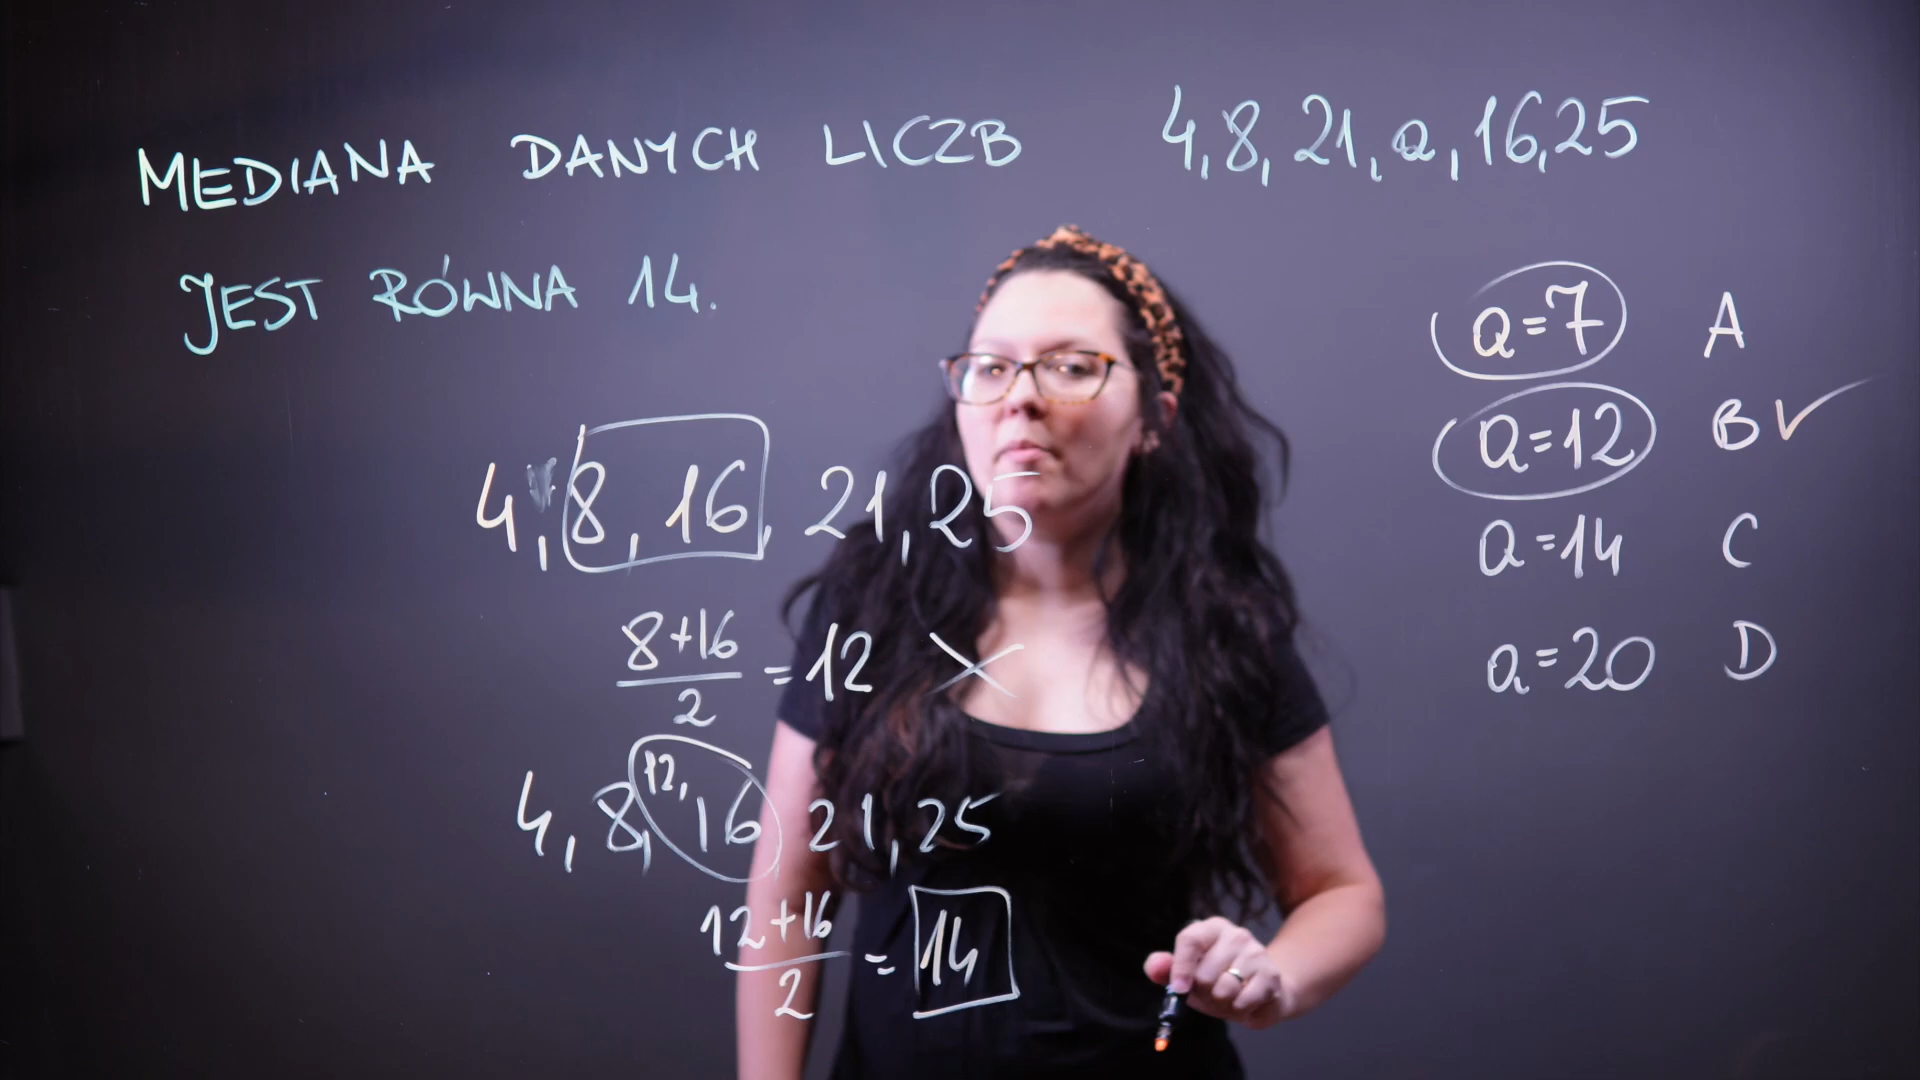 MEDIANA DANYCH LICZB 4, 8, 21, a, 16, 25
JEST RÓWNA 14.
a=7 A
a=12 B ✓
a=14 C
a=20 D
4, 8, 16, 21, 25
8+16
2
=12 X
4, 8, 12, 16 21, 25
12+16
2
= 14